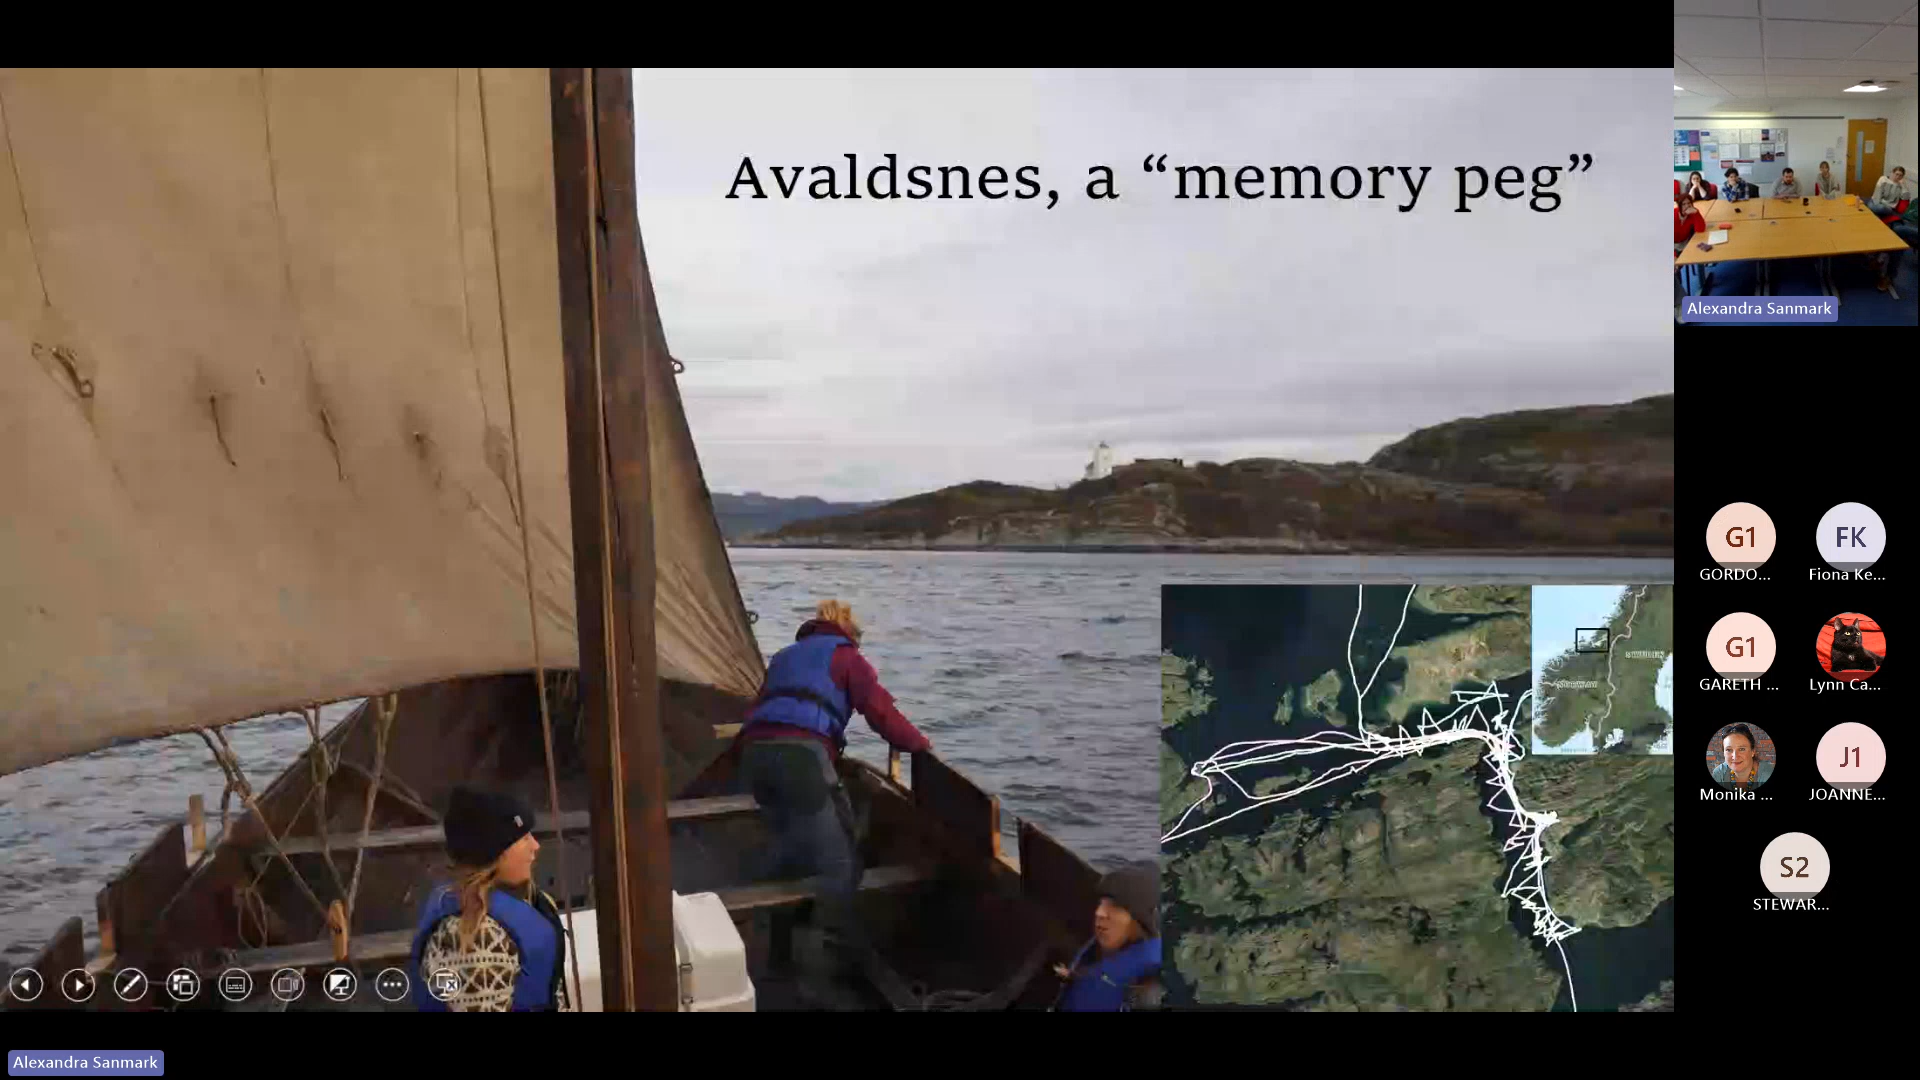 Avaldsnes, a “memory peg”
Alexandra Sanmark
G1
GORDO...
FK
Fiona Ke...
G1
GARETH ...
Lynn Ca...
Monika ...
J1
JOANNE...
S2
STEWAR...
Alexandra Sanmark